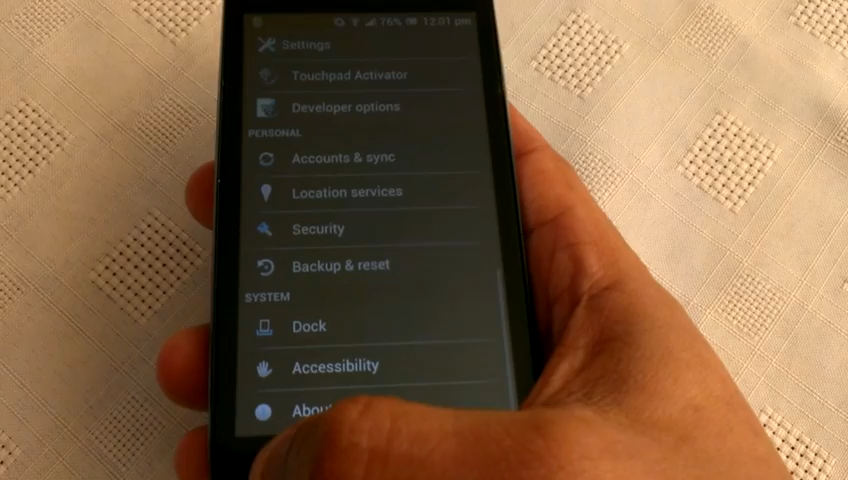 76% 12:01 pm
Settings
Touchpad Activator
Developer options
PERSONAL
Accounts & sync
Location services
Security
Backup & reset
SYSTEM
Dock
Accessibility
Abou